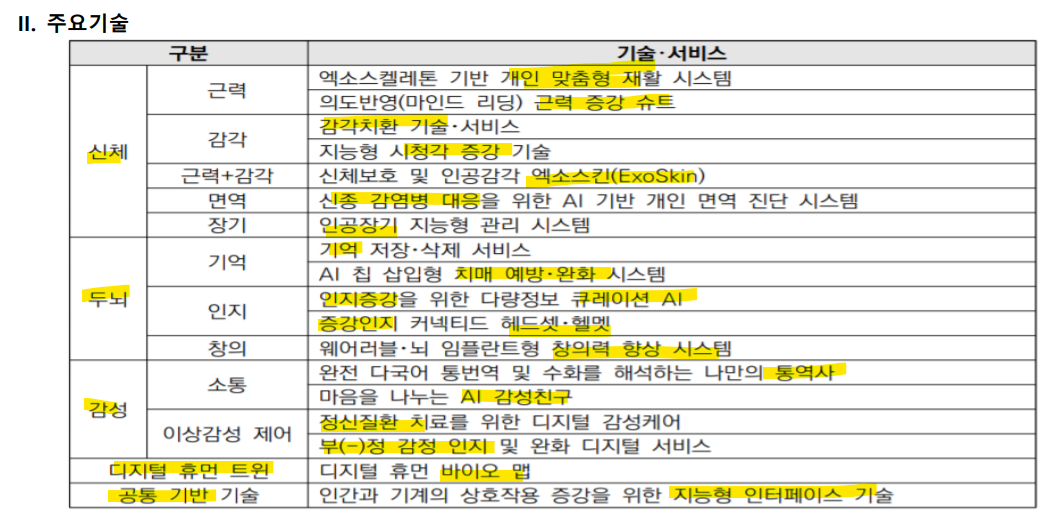 II. 주요기술
구분 기술·서비스
신체 근력 엑소스켈레톤 기반 개인 맞춤형 재활 시스템
의도반영(마인드 리딩) 근력 증강 슈트
감각 감각치환 기술·서비스
지능형 시청각 증강 기술
근력+감각 신체보호 및 인공감각 엑소스킨(ExoSkin)
면역 신종 감염병 대응을 위한 AI 기반 개인 면역 진단 시스템
장기 인공장기 지능형 관리 시스템
두뇌 기억 기억 저장·삭제 서비스
AI 칩 삽입형 치매 예방·완화 시스템
인지 인지증강을 위한 다량정보 큐레이션 AI
증강인지 커넥티드 헤드셋·헬멧
창의 웨어러블·뇌 임플란트형 창의력 향상 시스템
감성 소통 완전 다국어 통번역 및 수화를 해석하는 나만의 통역사
마음을 나누는 AI 감성친구
이상감성 제어 정신질환 치료를 위한 디지털 감성케어
부(-)정 감정 인지 및 완화 디지털 서비스
디지털 휴먼 트윈 디지털 휴먼 바이오 맵
공통 기반 기술 인간과 기계의 상호작용 증강을 위한 지능형 인터페이스 기술